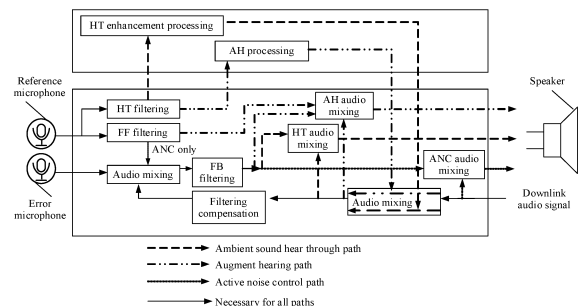 HT enhancement processing
AH processing
Reference
microphone
Speaker
HT filtering
AH audio
mixing
FF filtering
HT audio
mixing
ANC only
ANC audio
mixing
Audio mixing
FB
filtering
Error
microphone
Filtering
compensation
Audio mixing
Downlink
audio signal
Ambient sound hear through path
Augment hearing path
Active noise control path
Necessary for all paths